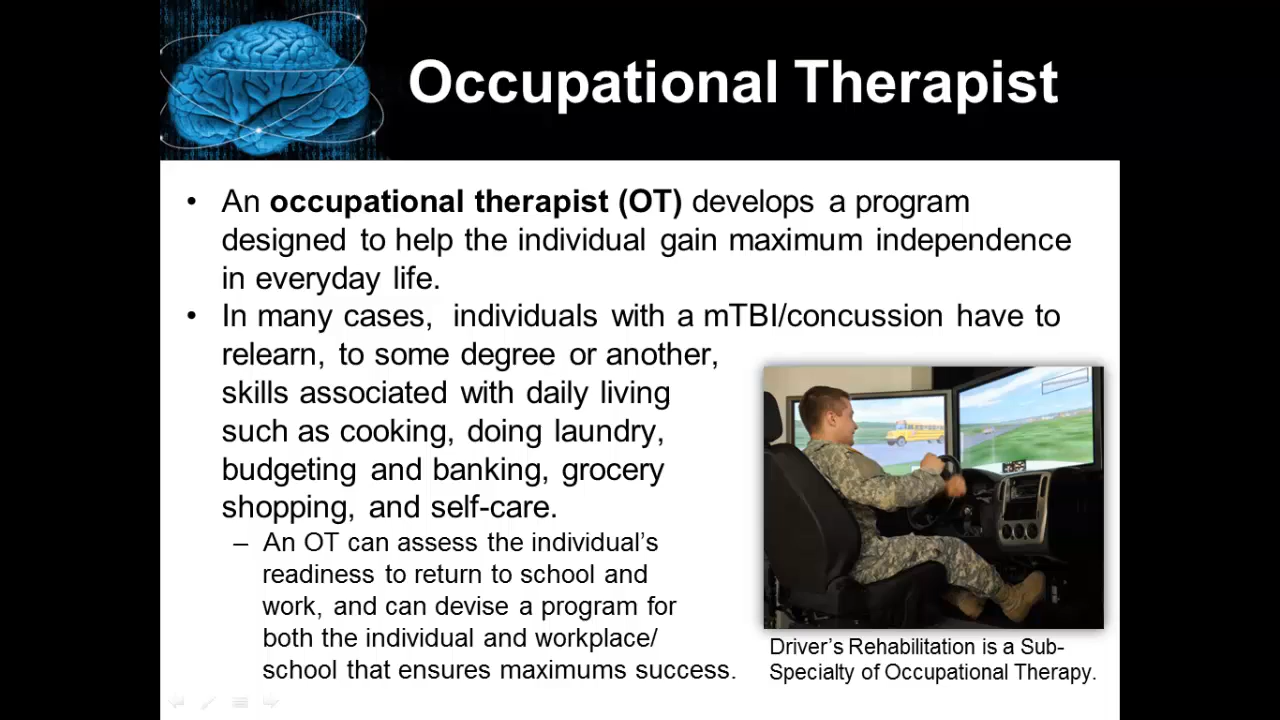 Occupational Therapist
• An occupational therapist (OT) develops a program
designed to help the individual gain maximum independence
in everyday life.
• In many cases, individuals with a mTBI/concussion have to
relearn, to some degree or another,
skills associated with daily living
such as cooking, doing laundry,
budgeting and banking, grocery
shopping, and self-care.
– An OT can assess the individual’s
readiness to return to school and
work, and can devise a program for
both the individual and workplace/
school that ensures maximums success.
Driver’s Rehabilitation is a Sub-
Specialty of Occupational Therapy.